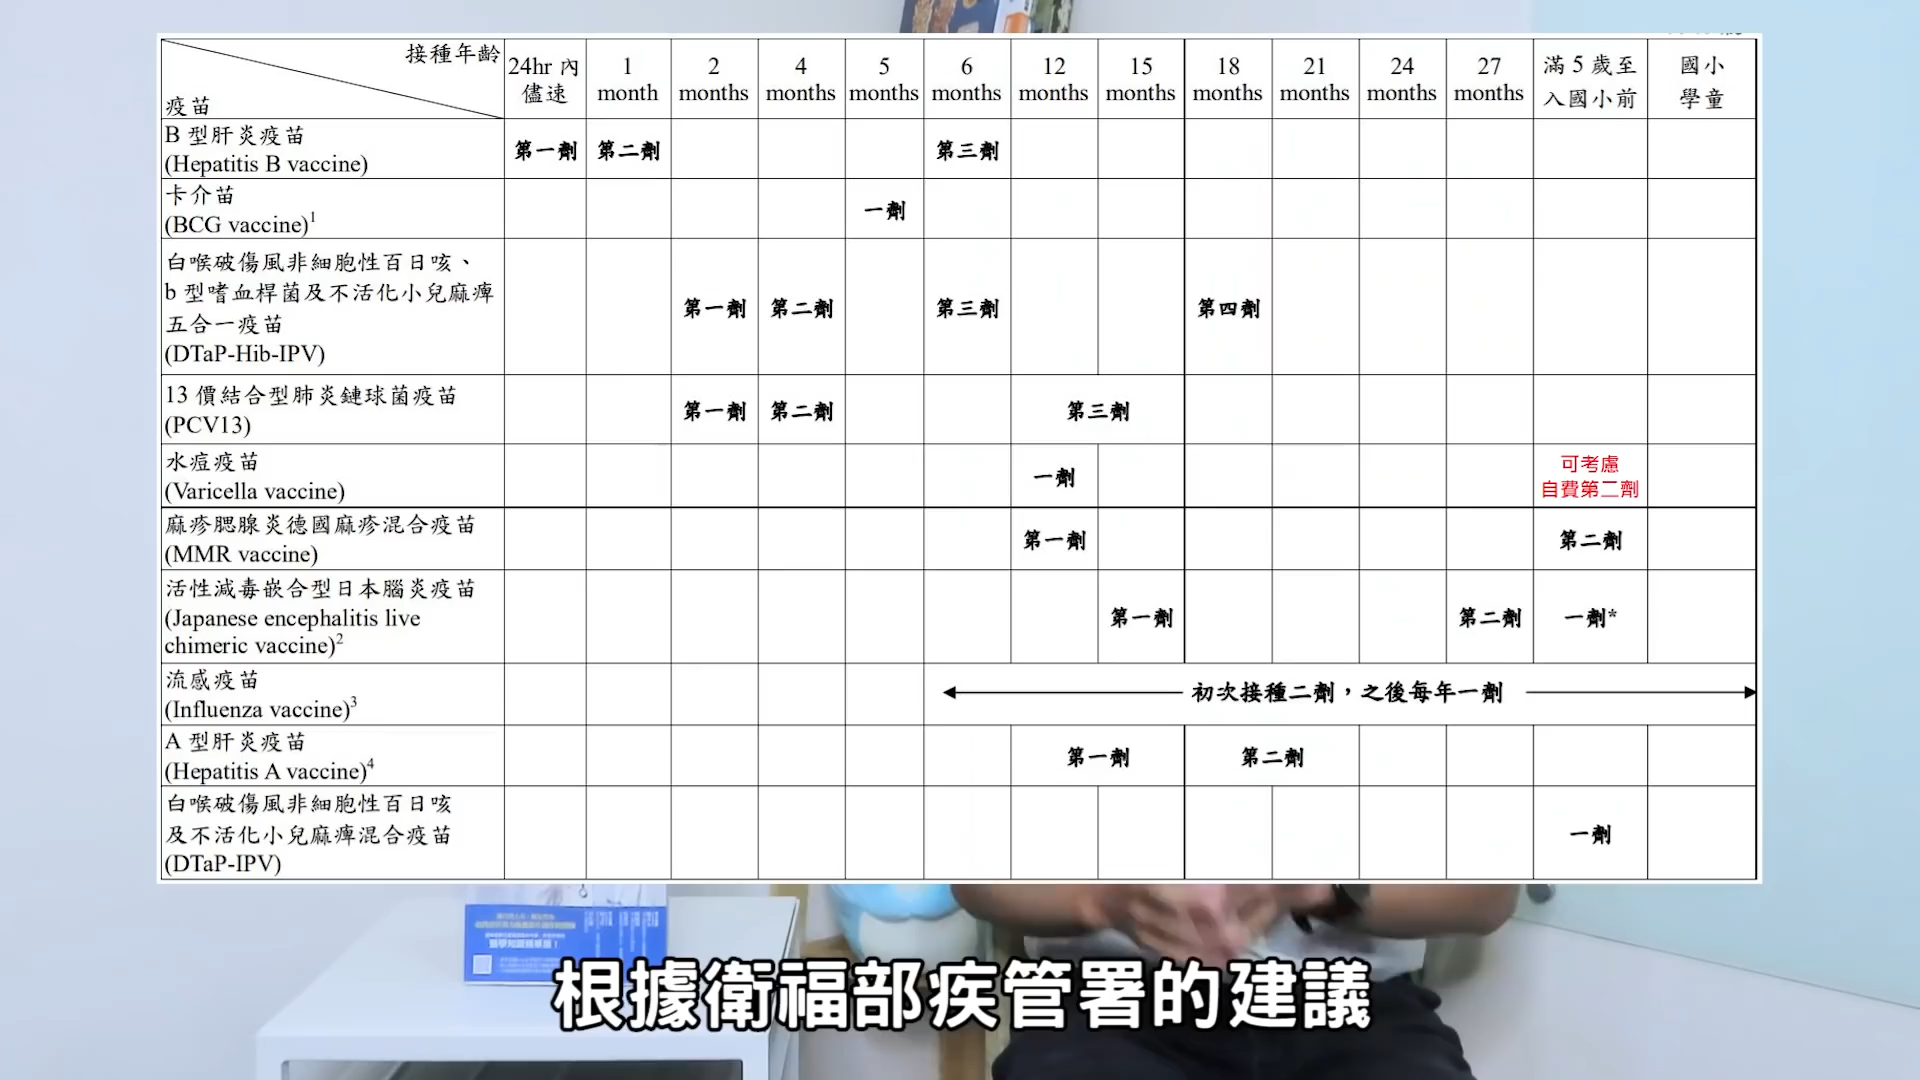 接種年齡
疫苗
24hr 內
儘速
1
month
2
months
4
months
5
months
6
months
12
months
15
months
18
months
21
months
24
months
27
months
滿 5 歲至
入國小前
國小
學童
B 型肝炎疫苗
(Hepatitis B vaccine)
第一劑 第二劑 第三劑
卡介苗
(BCG vaccine)1
一劑
白喉破傷風非細胞性百日咳、
b 型嗜血桿菌及不活化小兒麻痺
五合一疫苗
(DTaP-Hib-IPV)
第一劑 第二劑 第三劑 第四劑
13 價結合型肺炎鏈球菌疫苗
(PCV13)
第一劑 第二劑 第三劑
水痘疫苗
(Varicella vaccine)
一劑
可考慮
自費第二劑
麻疹腮腺炎德國麻疹混合疫苗
(MMR vaccine)
第一劑 第二劑
活性減毒嵌合型日本腦炎疫苗
(Japanese encephalitis live
chimeric vaccine)2
第一劑 第二劑 一劑*
流感疫苗
(Influenza vaccine)3
初次接種二劑，之後每年一劑
A 型肝炎疫苗
(Hepatitis A vaccine)4
第一劑 第二劑
白喉破傷風非細胞性百日咳
及不活化小兒麻痺混合疫苗
(DTaP-IPV)
一劑
根據衛福部疾管署的建議